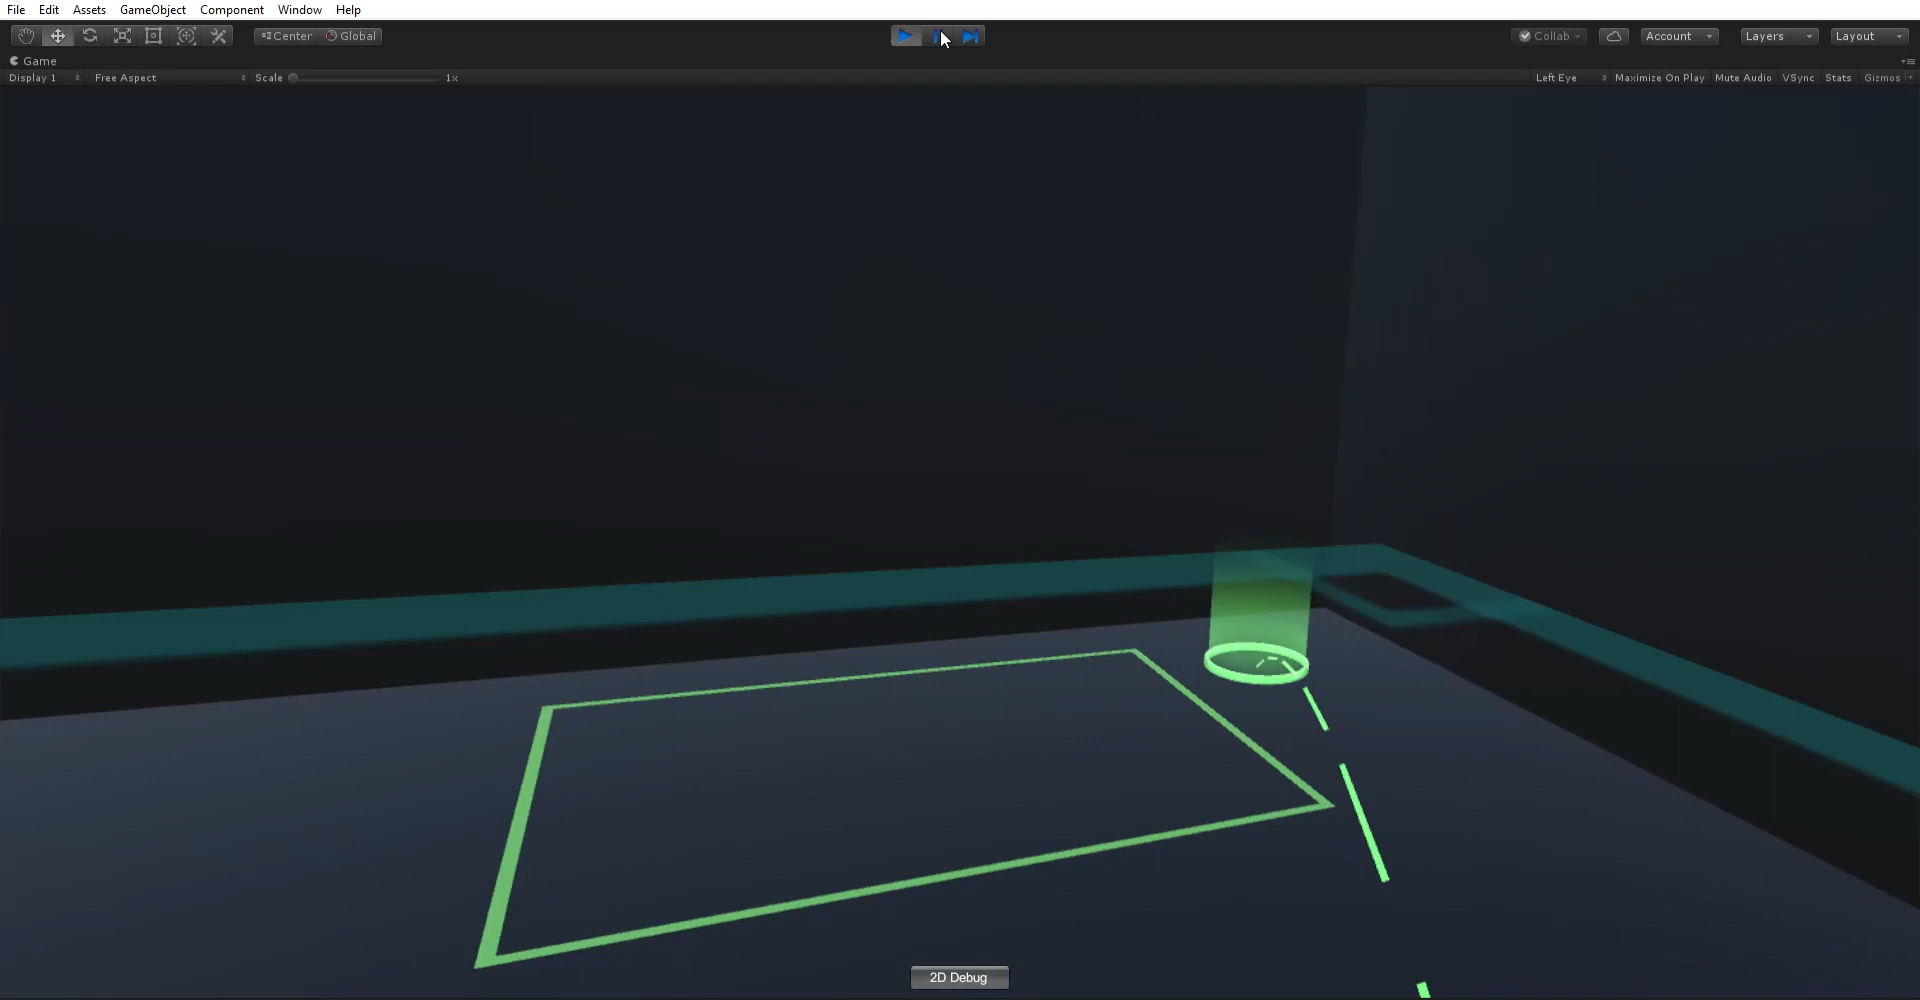 File Edit Assets GameObject Component Window Help
Center Global Collab Account Layers Layout
Game
Display 1 Free Aspect Scale 1x Left Eye Maximize On Play Mute Audio VSync Stats Gizmos
2D Debug